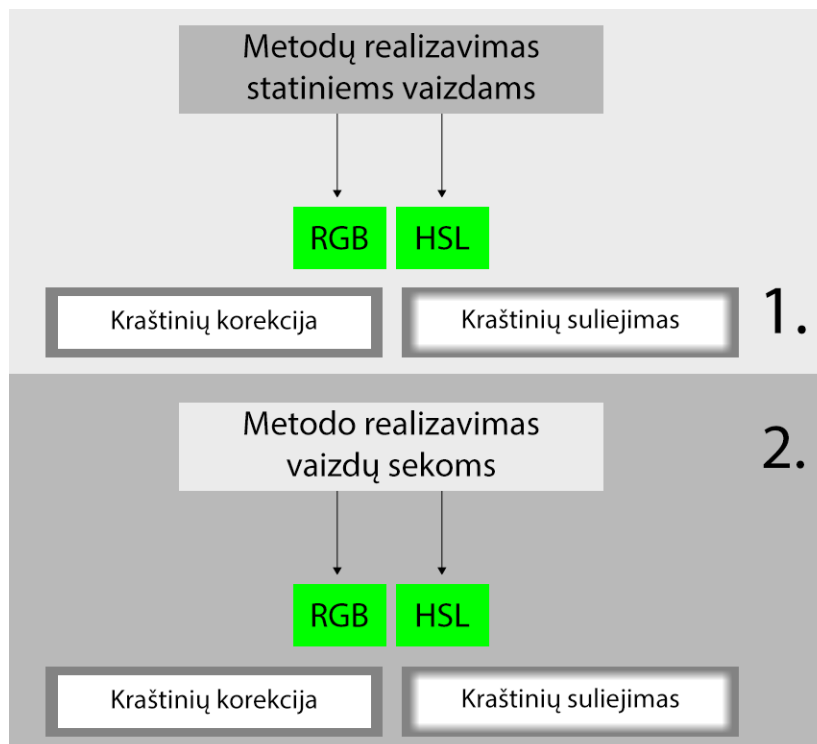 Metodų realizavimas
statiniems vaizdams
RGB HSL
Kraštinių korekcija Kraštinių suliejimas
1.
Metodo realizavimas
vaizdų sekoms
2.
RGB HSL
Kraštinių korekcija Kraštinių suliejimas